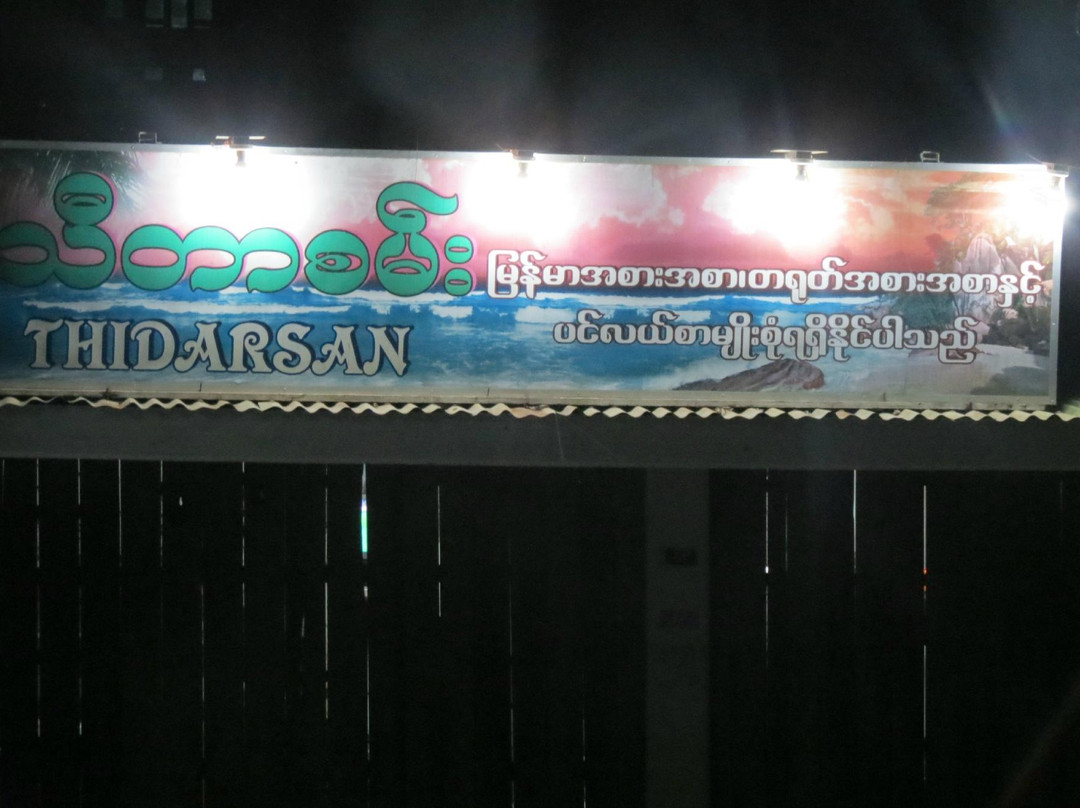 သီတာစမ်း
THIDARSAN
မြန်မာအစားအစာ၊တရုတ်အစားအစာနှင့်
ပင်လယ်စာမျိုးစုံရရှိနိုင်ပါသည်